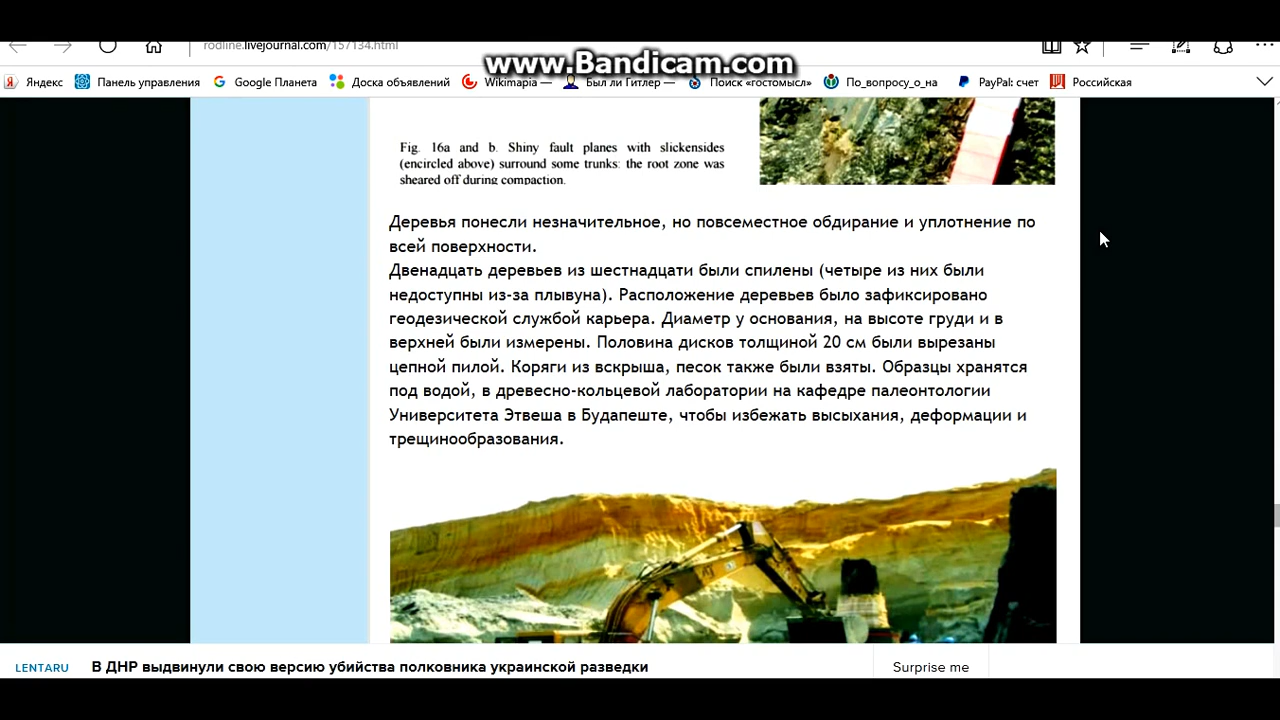 rodline.livejournal.com/157134.html
www.Bandicam.com
Яндекс Панель управления Google Планета Доска объявлений Wikimapia — Был ли Гитлер — Поиск «гостомысл» По_вопросу_о_на PayPal: счет Российская
Fig. 16a and b. Shiny fault planes with slickensides
(encircled above) surround some trunks: the root zone was
sheared off during compaction.
Деревья понесли незначительное, но повсеместное обдирание и уплотнение по
всей поверхности.
Двенадцать деревьев из шестнадцати были спилены (четыре из них были
недоступны из-за плывуна). Расположение деревьев было зафиксировано
геодезической службой карьера. Диаметр у основания, на высоте груди и в
верхней были измерены. Половина дисков толщиной 20 см были вырезаны
цепной пилой. Коряги из вскрыша, песок также были взяты. Образцы хранятся
под водой, в древесно-кольцевой лаборатории на кафедре палеонтологии
Университета Этвеша в Будапеште, чтобы избежать высыхания, деформации и
трещинообразования.
LENTARU В ДНР выдвинули свою версию убийства полковника украинской разведки Surprise me